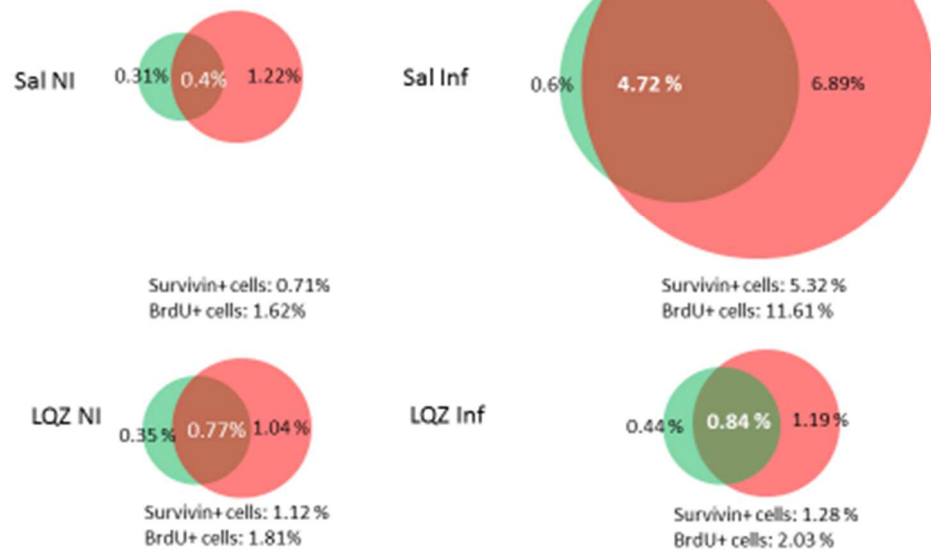 Sal NI
0.31% 0.4% 1.22%
Survivin+ cells: 0.71%
BrdU+ cells: 1.62%
Sal Inf
0.6% 4.72 % 6.89%
Survivin+ cells: 5.32 %
BrdU+ cells: 11.61 %
LQZ NI
0.35 % 0.77% 1.04 %
Survivin+ cells: 1.12 %
BrdU+ cells: 1.81%
LQZ Inf
0.44 % 0.84 % 1.19 %
Survivin+ cells: 1.28 %
BrdU+ cells: 2.03 %